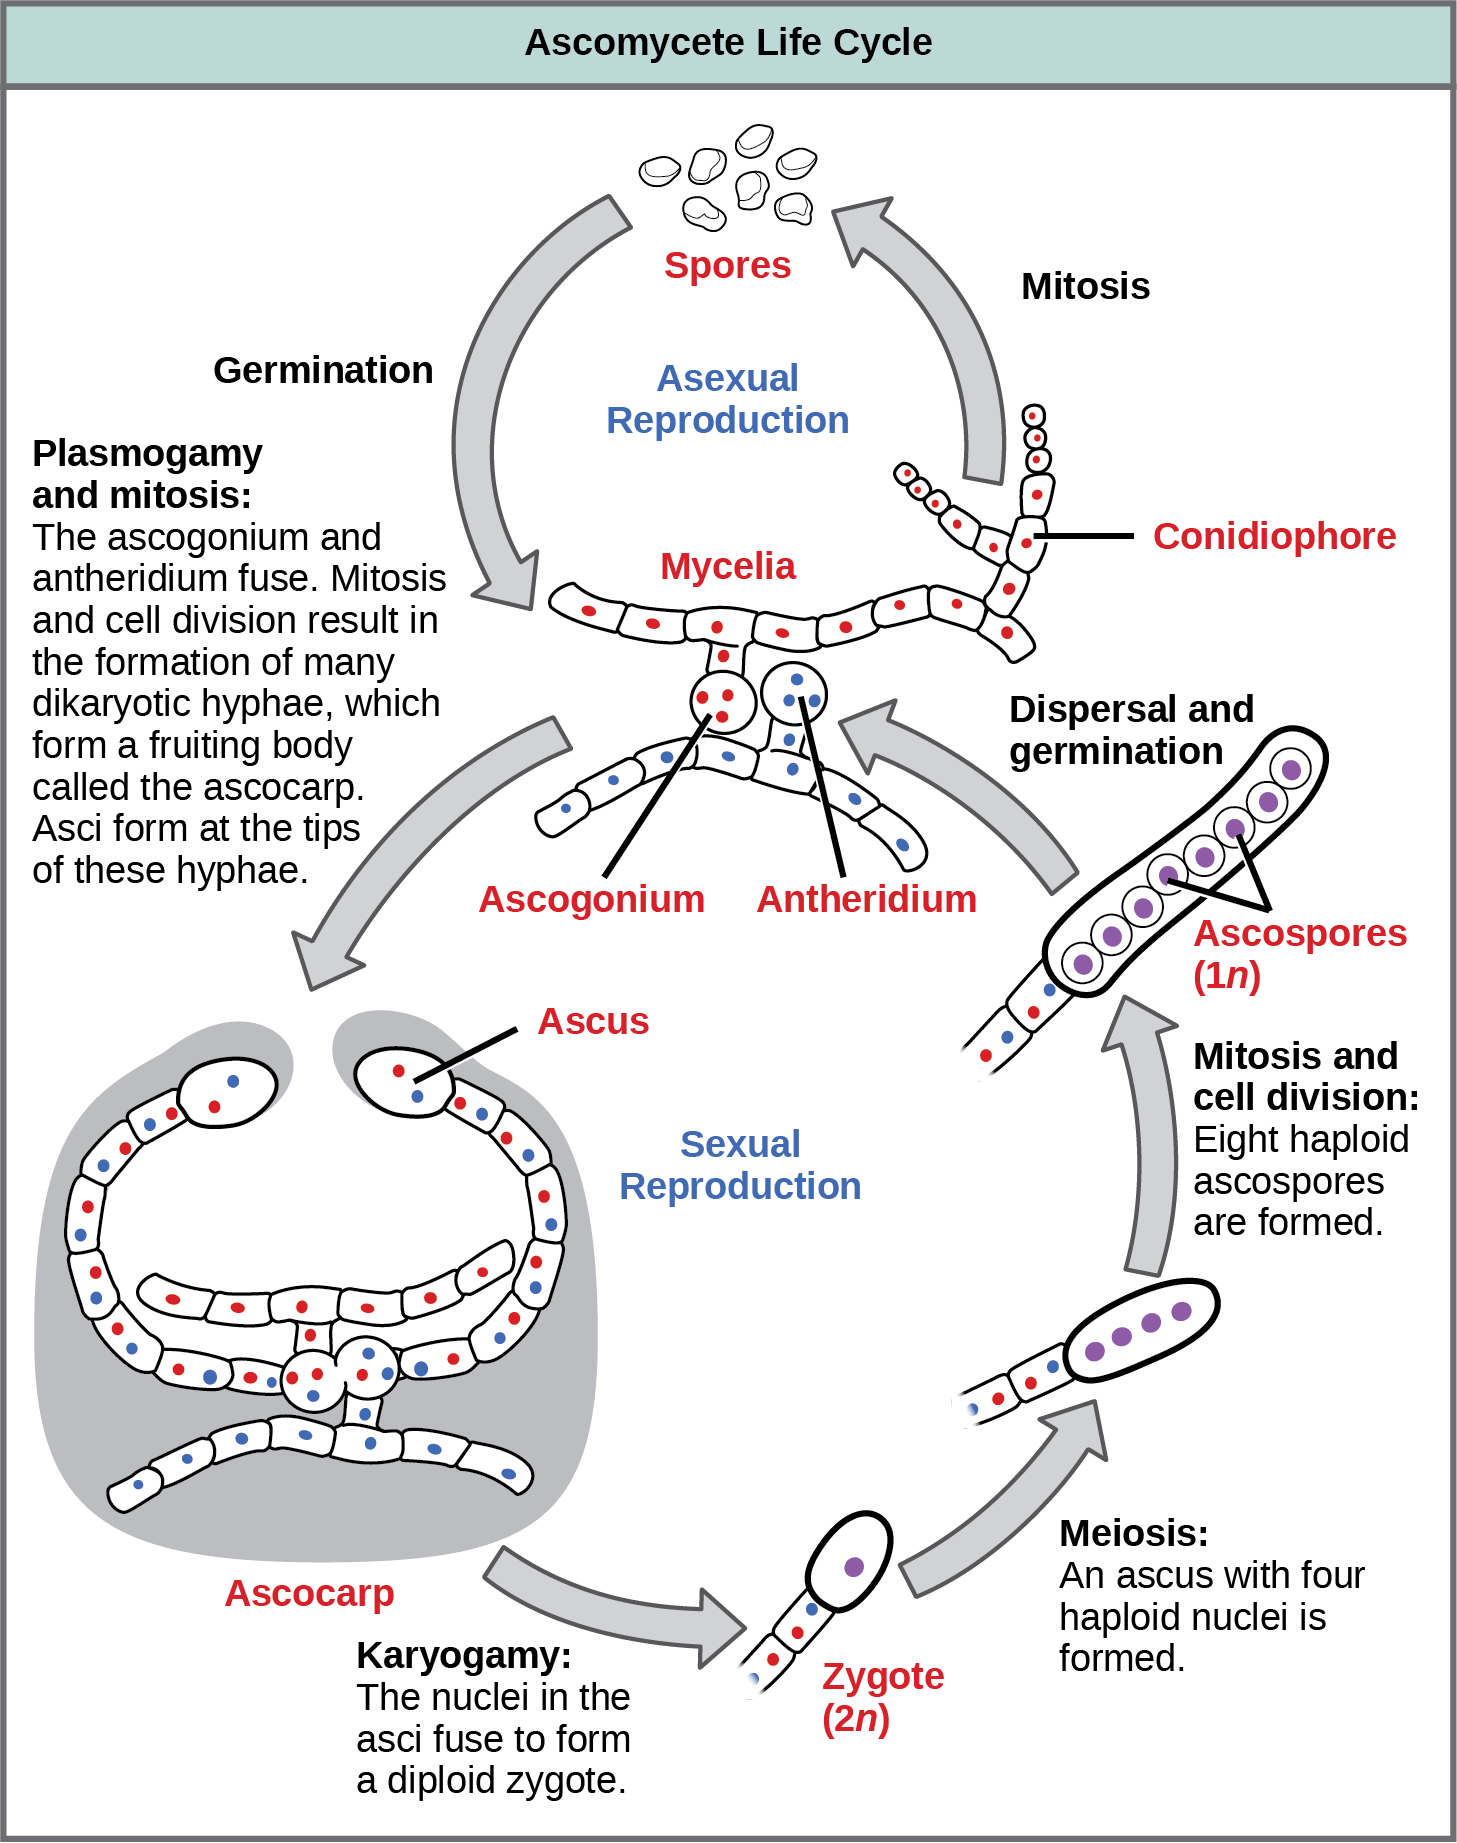 Ascomycete Life Cycle
Spores
Mitosis
Germination
Asexual
Reproduction
Plasmogamy
and mitosis:
The ascogonium and
antheridium fuse. Mitosis
and cell division result in
the formation of many
dikaryotic hyphae, which
form a fruiting body
called the ascocarp.
Asci form at the tips
of these hyphae.
Conidiophore
Mycelia
Dispersal and
germination
Ascogonium
Antheridium
Ascospores
(1n)
Ascus
Mitosis and
cell division:
Eight haploid
ascospores
are formed.
Sexual
Reproduction
Meiosis:
An ascus with four
haploid nuclei is
formed.
Ascocarp
Karyogamy:
The nuclei in the
asci fuse to form
a diploid zygote.
Zygote
(2n)